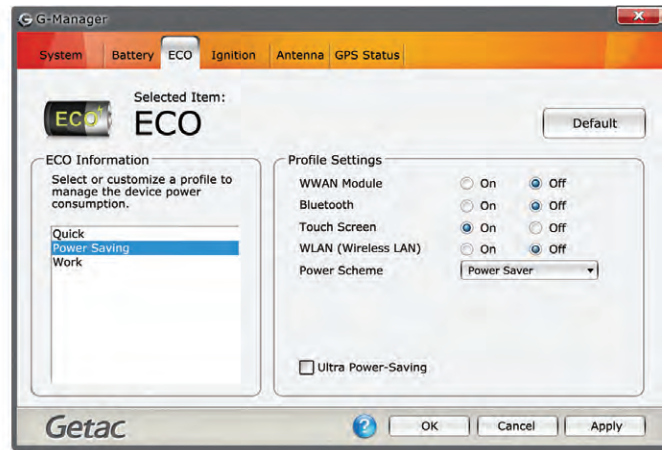 G-Manager
System Battery ECO Ignition Antenna GPS Status
ECO
Selected Item:
ECO
Default
ECO Information
Select or customize a profile to
manage the device power
consumption.
Quick
Power Saving
Work
Profile Settings
WWAN Module On Off
Bluetooth On Off
Touch Screen On Off
WLAN (Wireless LAN) On Off
Power Scheme Power Saver
Ultra Power-Saving
Getac ? OK Cancel Apply